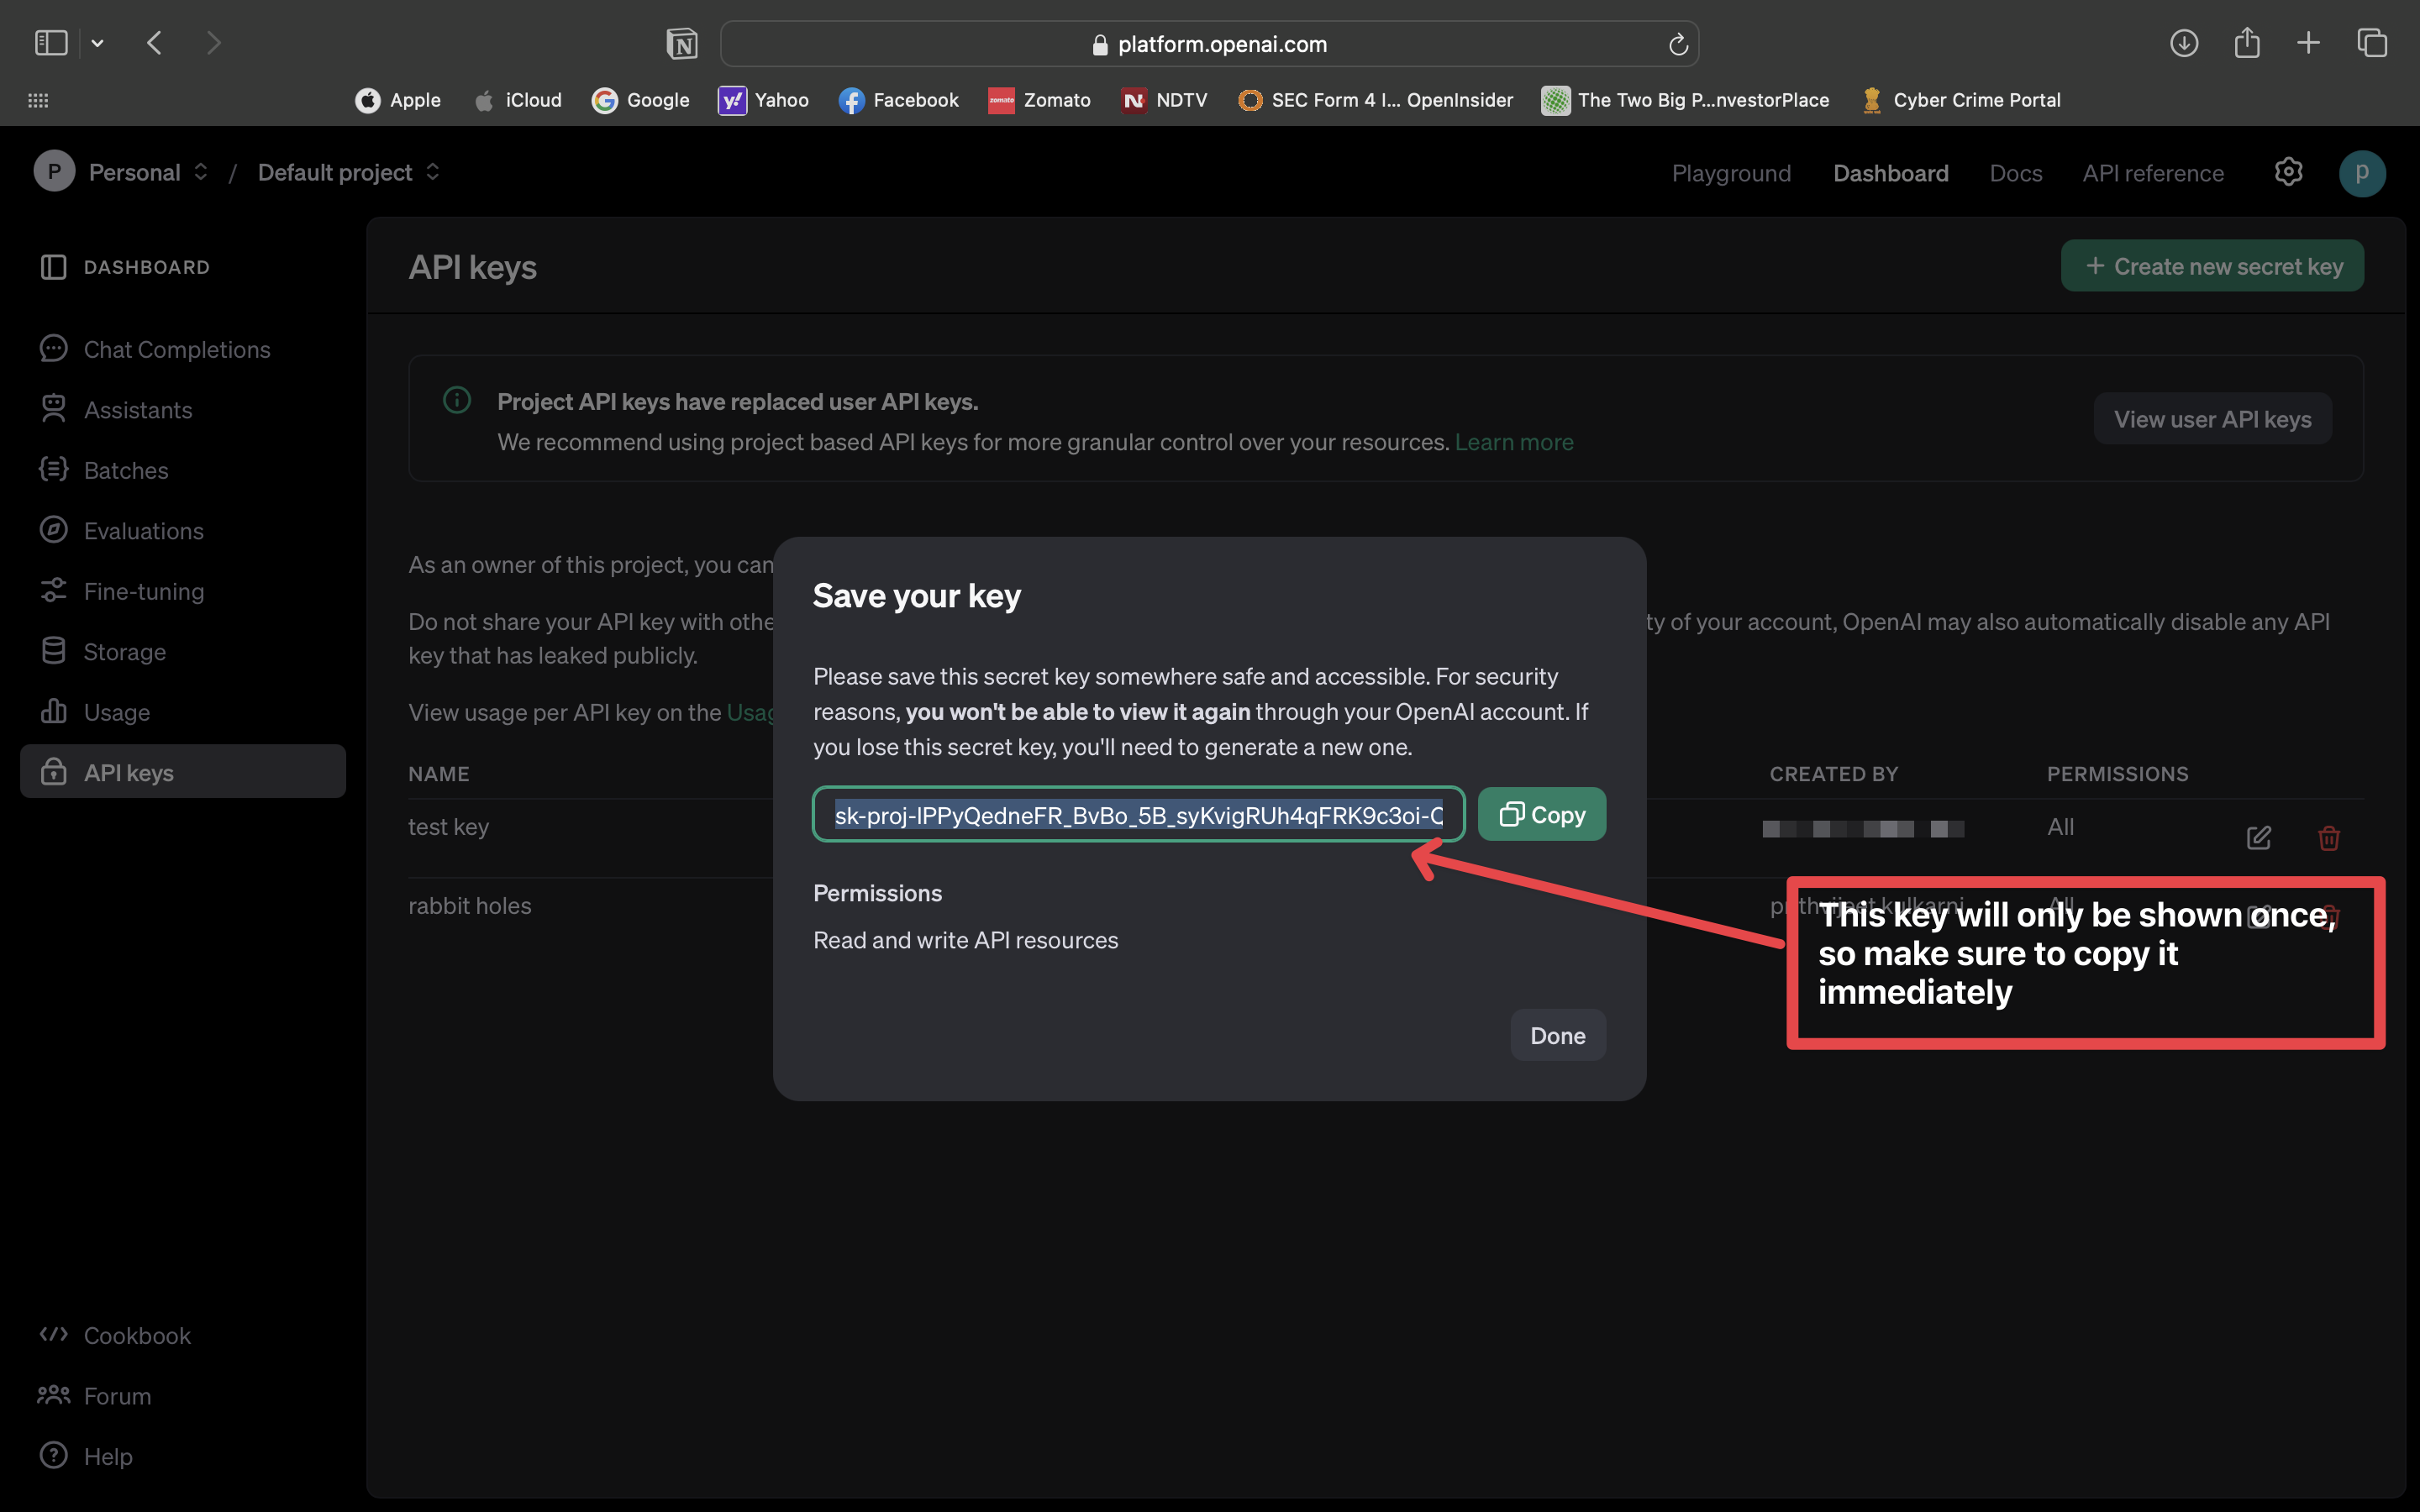 platform.openai.com
Apple iCloud Google Yahoo Facebook Zomato NDTV SEC Form 4 I... OpenInsider The Two Big P...nvestorPlace Cyber Crime Portal
P Personal / Default project Playground Dashboard Docs API reference p
DASHBOARD
Chat Completions
Assistants
Batches
Evaluations
Fine-tuning
Storage
Usage
API keys
Cookbook
Forum
Help
API keys
+ Create new secret key
Project API keys have replaced user API keys.
We recommend using project based API keys for more granular control over your resources. Learn more
View user API keys
As an owner of this project, you can
Do not share your API key with othe
ty of your account, OpenAI may also automatically disable any API
key that has leaked publicly.
View usage per API key on the Usag
NAME CREATED BY PERMISSIONS
test key All
rabbit holes All
Save your key
Please save this secret key somewhere safe and accessible. For security
reasons, you won't be able to view it again through your OpenAI account. If
you lose this secret key, you'll need to generate a new one.
Copy
Permissions
Read and write API resources
Done
This key will only be shown once,
so make sure to copy it
immediately